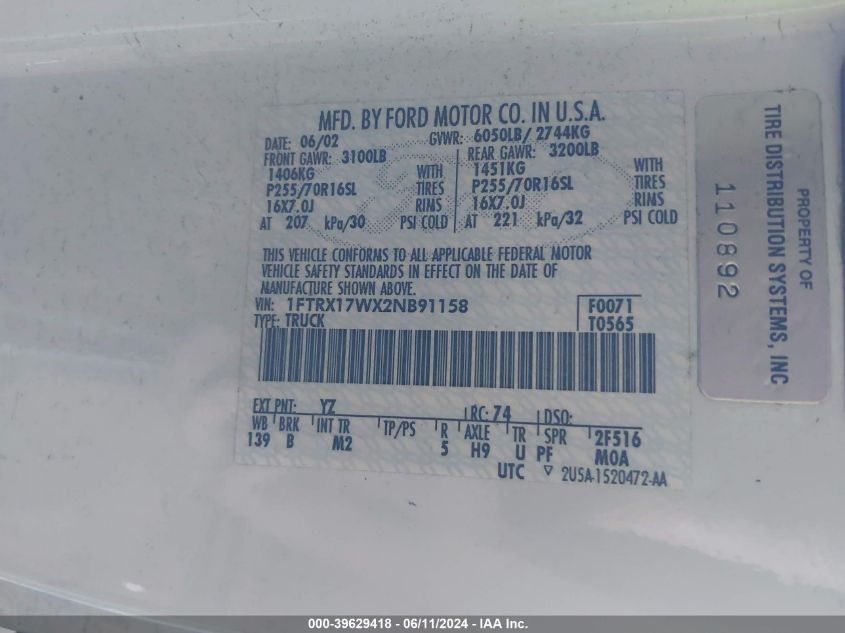 MFD. BY FORD MOTOR CO. IN U.S.A.
DATE: 06/02 GVWR: 6050LB/ 2744KG
FRONT GAWR: 3100LB REAR GAWR: 3200LB
1406KG WITH 1451KG WITH
P255/70R16SL TIRES P255/70R16SL TIRES
16X7.0J RIMS 16X7.0J RIMS
AT 207 kPa/30 PSI COLD AT 221 kPa/32 PSI COLD
THIS VEHICLE CONFORMS TO ALL APPLICABLE FEDERAL MOTOR
VEHICLE SAFETY STANDARDS IN EFFECT ON THE DATE OF
MANUFACTURE SHOWN ABOVE.
VIN: 1FTRX17WX2NB91158 F0071
TYPE: TRUCK T0565
EXT PNT: YZ RC: 74 DSO:
WB BRK INT TR TP/PS R AXLE TR SPR 2F516
139 B M2 5 H9 U PF M0A
UTC ▽ 2U5A-1520472-AA
PROPERTY OF
TIRE DISTRIBUTION SYSTEMS, INC
110892
000-39629418 - 06/11/2024 - IAA Inc.